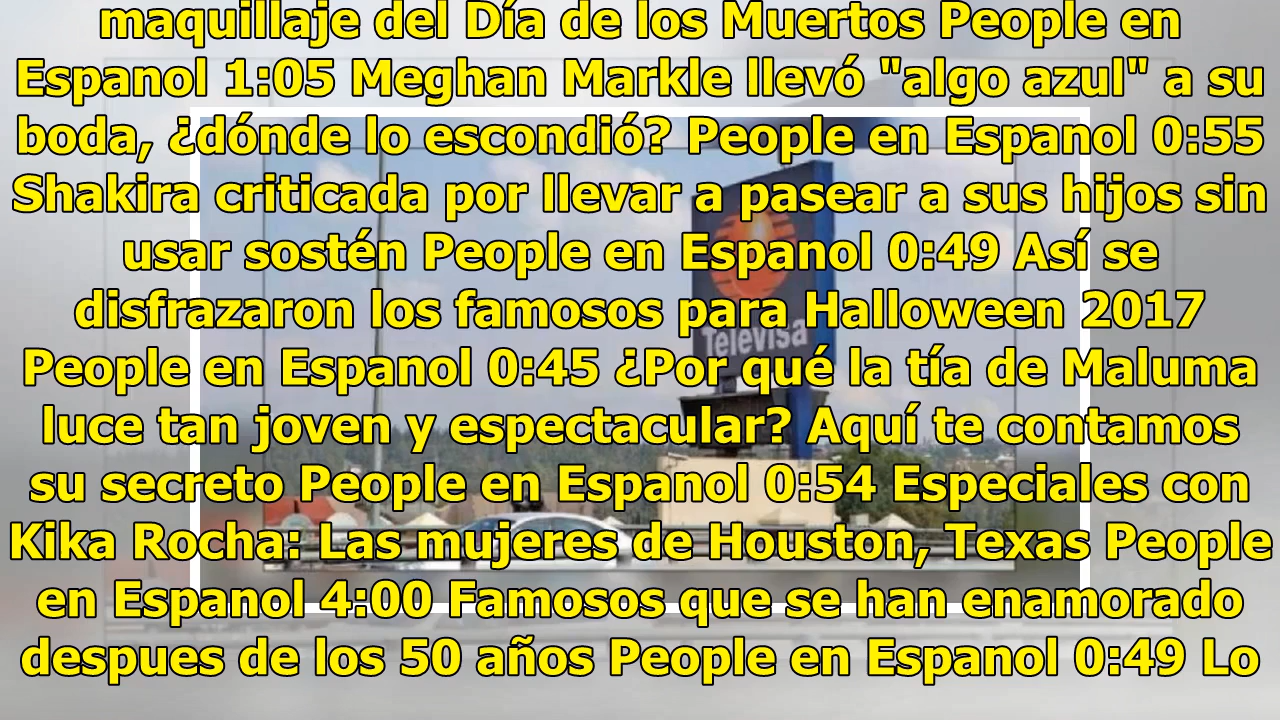 maquillaje del Día de los Muertos People en
Espanol 1:05 Meghan Markle llevó "algo azul" a su
boda, ¿dónde lo escondió? People en Espanol 0:55
Shakira criticada por llevar a pasear a sus hijos sin
usar sostén People en Espanol 0:49 Así se
disfrazaron los famosos para Halloween 2017
People en Espanol 0:45 ¿Por qué la tía de Maluma
luce tan joven y espectacular? Aquí te contamos
su secreto People en Espanol 0:54 Especiales con
Kika Rocha: Las mujeres de Houston, Texas People
en Espanol 4:00 Famosos que se han enamorado
despues de los 50 años People en Espanol 0:49 Lo
Televisa